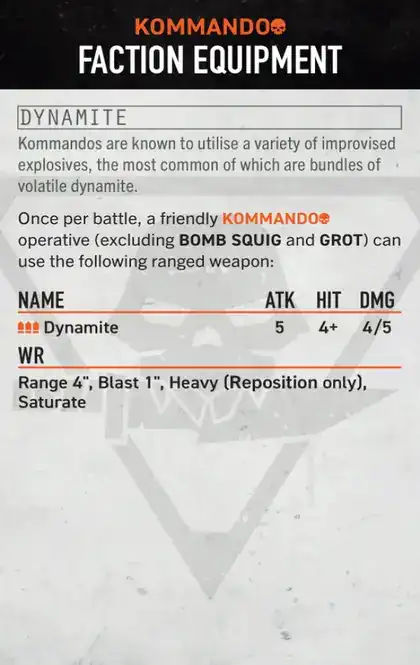 KOMMANDO
FACTION EQUIPMENT
DYNAMITE
Kommandos are known to utilise a variety of improvised
explosives, the most common of which are bundles of
volatile dynamite.
Once per battle, a friendly KOMMANDO
operative (excluding BOMB SQUIG and GROT) can
use the following ranged weapon:
NAME ATK HIT DMG
Dynamite 5 4+ 4/5
WR
Range 4", Blast 1", Heavy (Reposition only),
Saturate